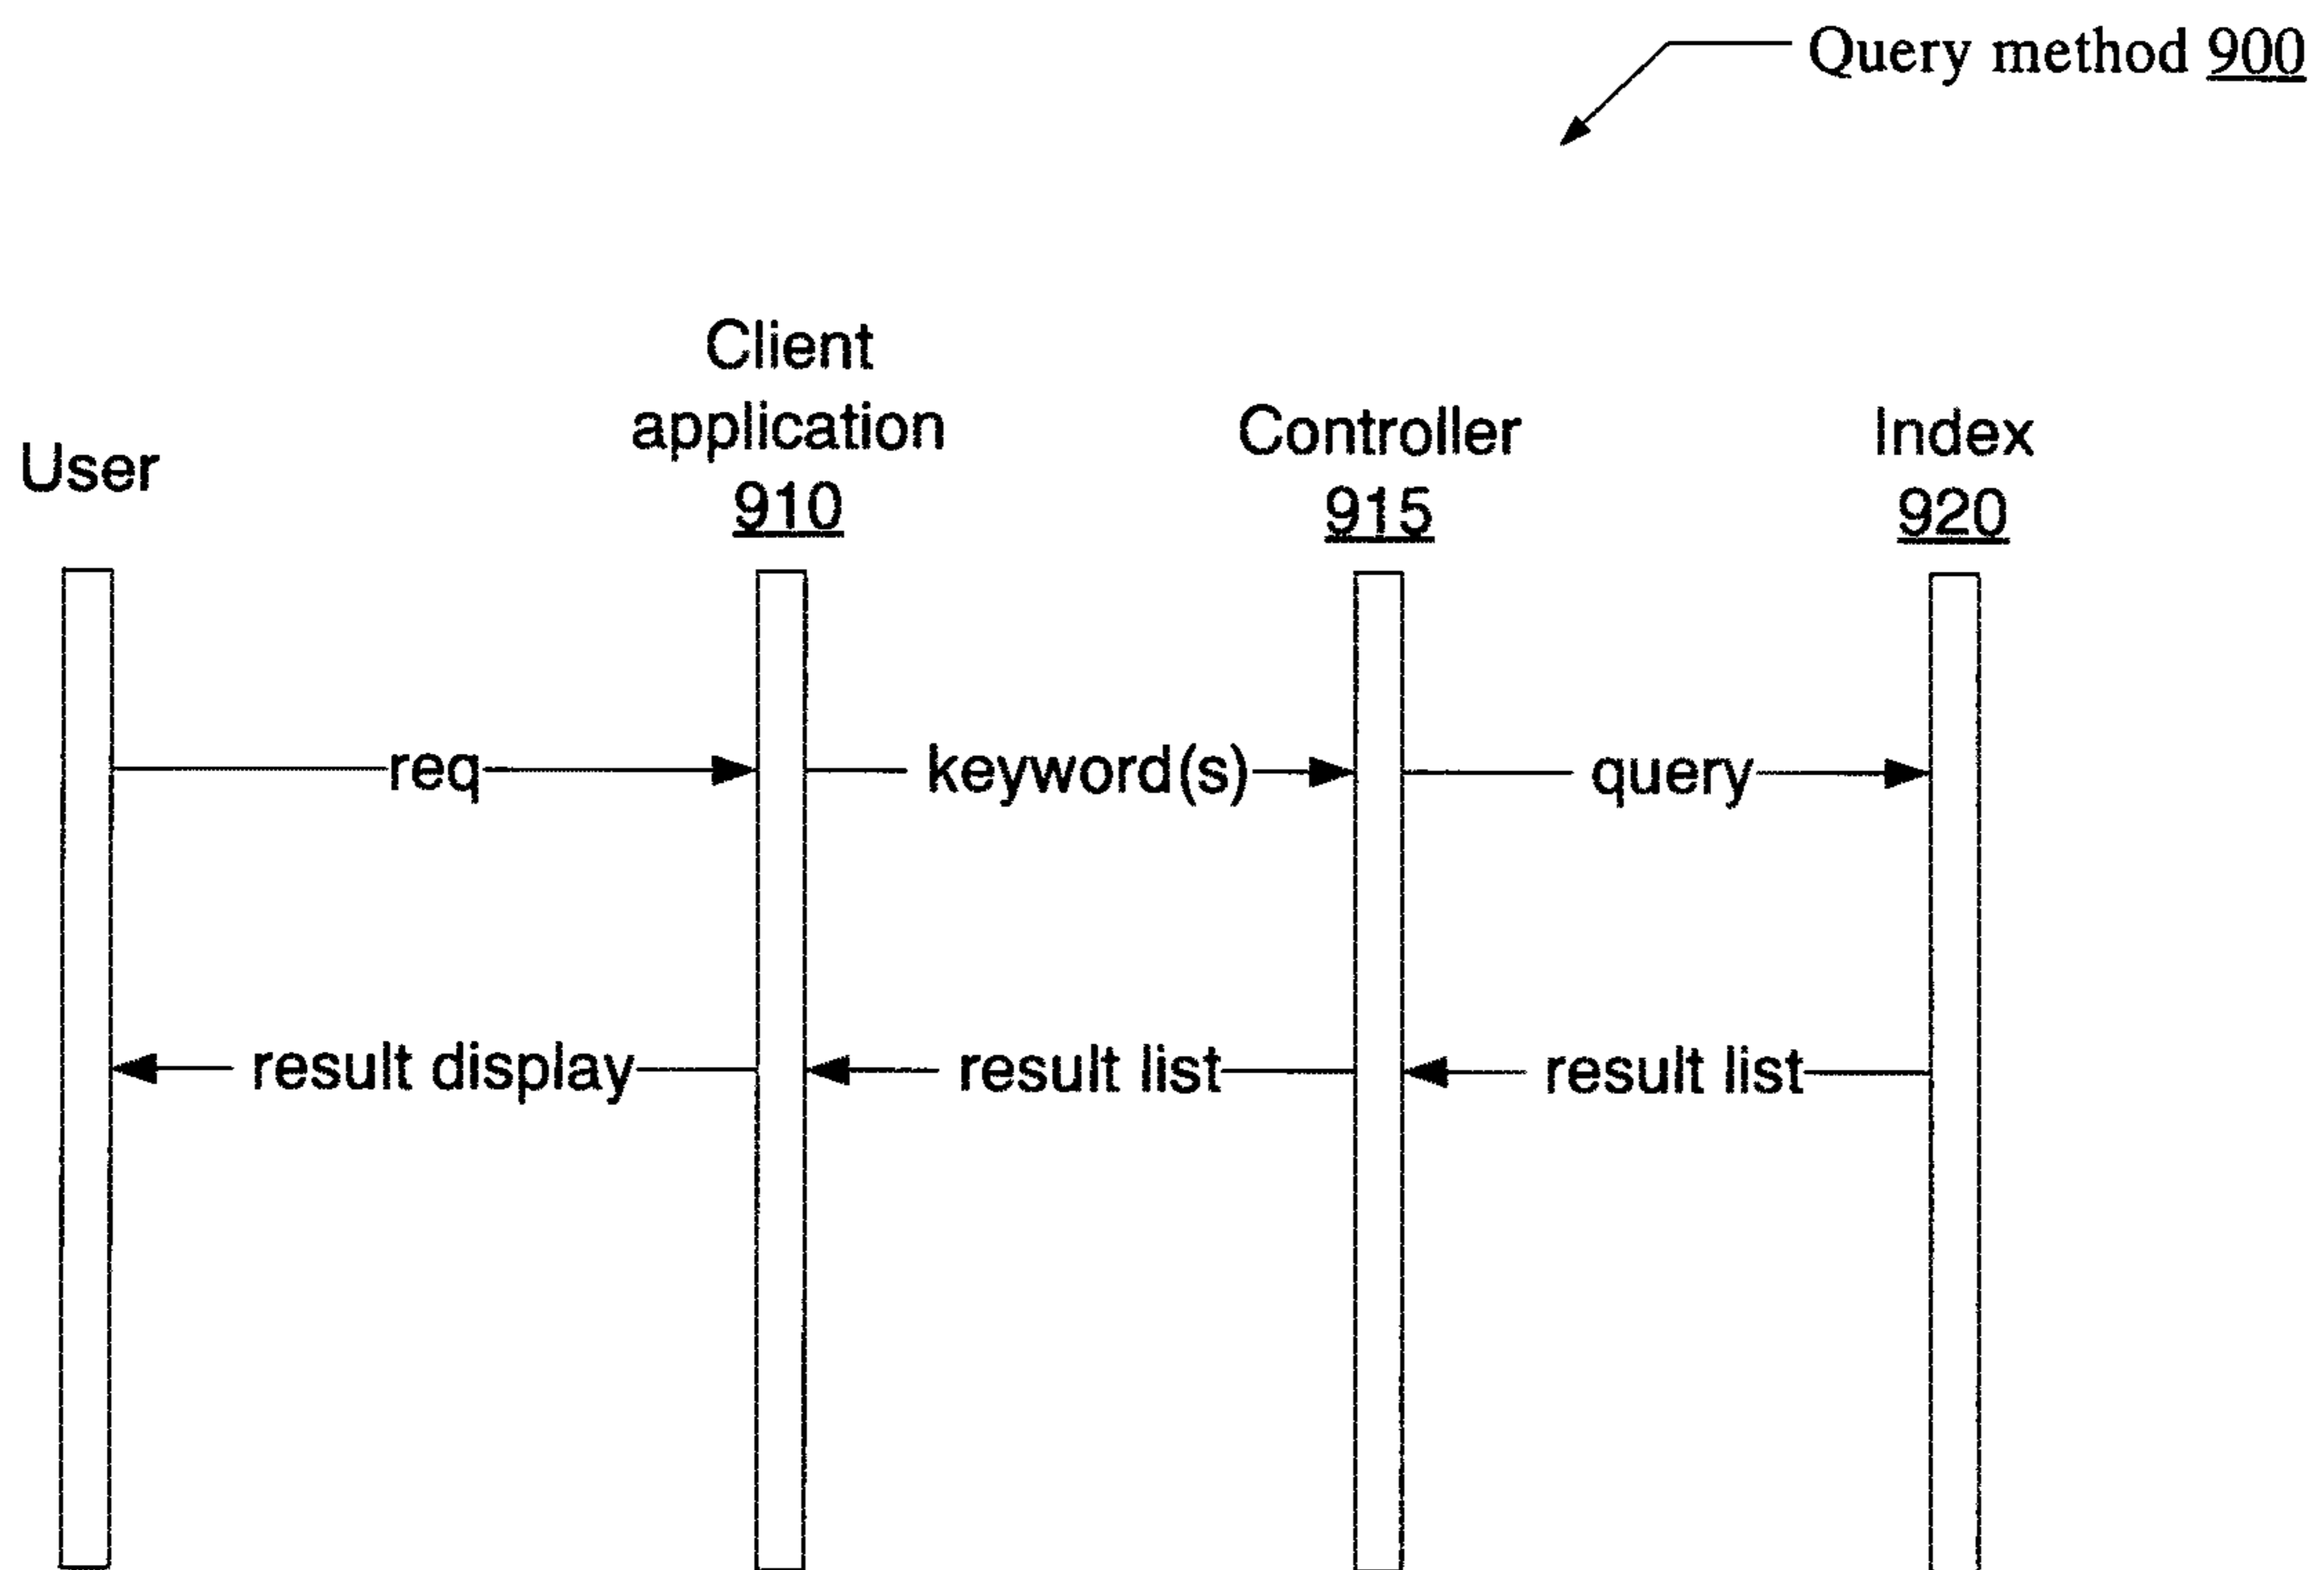 Query method 900
Client
application
910
User
Controller
915
Index
920
req
keyword(s)
query
result display
result list
result list